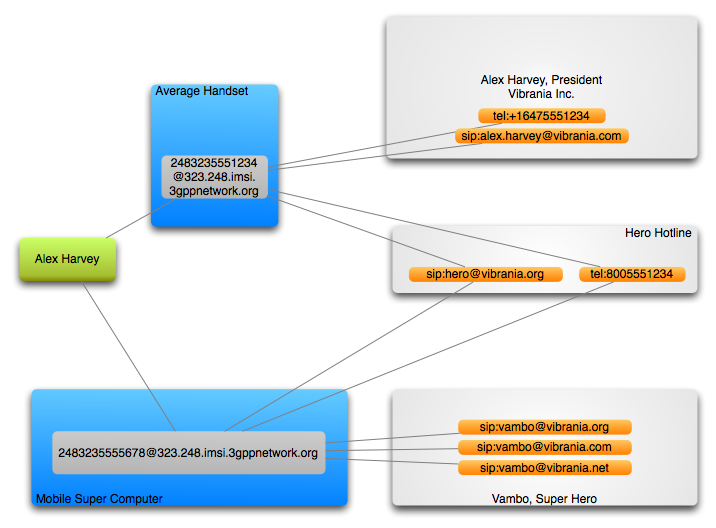 Average Handset
2483235551234
@323.248.imsi.
3gppnetwork.org
Alex Harvey, President
Vibrania Inc.
tel:+16475551234
sip:alex.harvey@vibrania.com
Alex Harvey
Hero Hotline
sip:hero@vibrania.org
tel:8005551234
2483235555678@323.248.imsi.3gppnetwork.org
Mobile Super Computer
sip:vambo@vibrania.org
sip:vambo@vibrania.com
sip:vambo@vibrania.net
Vambo, Super Hero